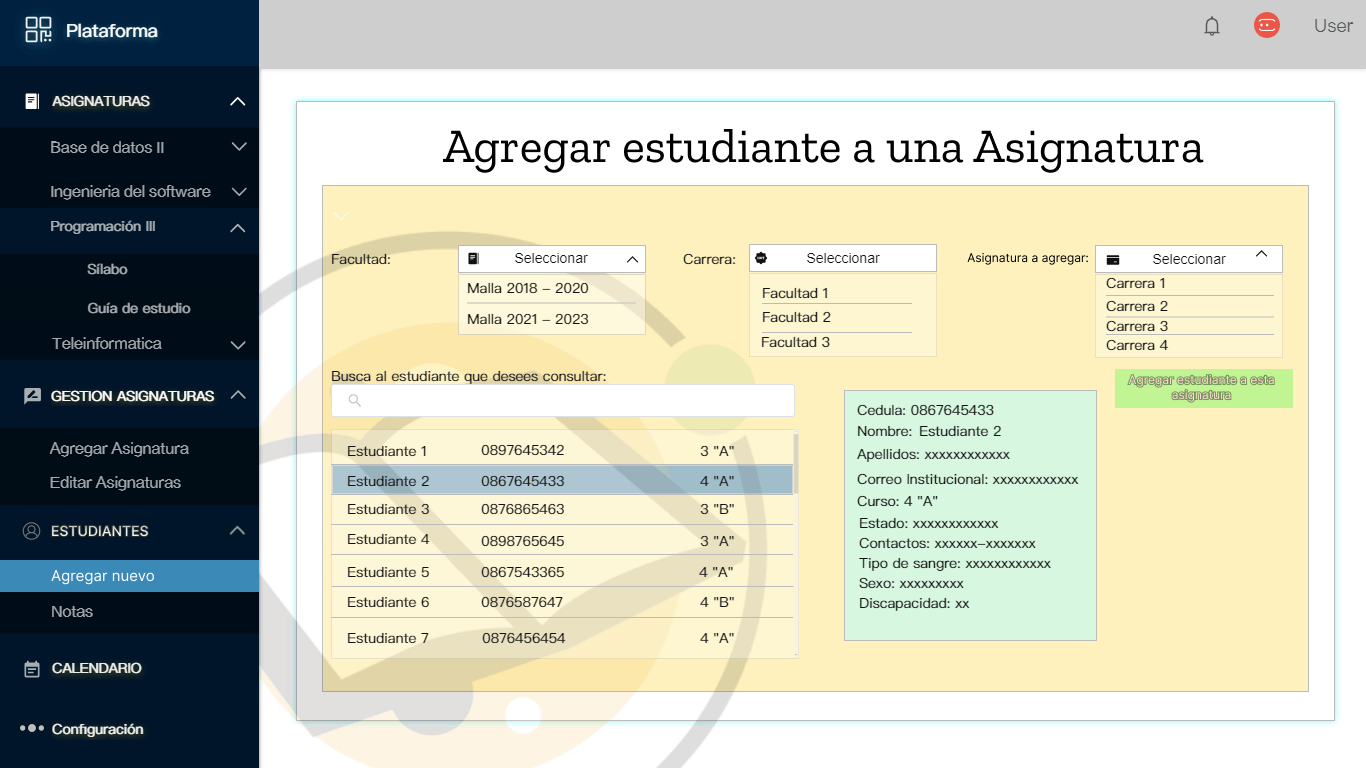 Plataforma
User
ASIGNATURAS
Base de datos II
Ingenieria del software
Programación III
Sílabo
Guía de estudio
Teleinformatica
GESTION ASIGNATURAS
Agregar Asignatura
Editar Asignaturas
ESTUDIANTES
Agregar nuevo
Notas
CALENDARIO
Configuración
Agregar estudiante a una Asignatura
Facultad: Seleccionar
Malla 2018 – 2020
Malla 2021 – 2023
Carrera: Seleccionar
Facultad 1
Facultad 2
Facultad 3
Asignatura a agregar: Seleccionar
Carrera 1
Carrera 2
Carrera 3
Carrera 4
Agregar estudiante a esta
asignatura
Busca al estudiante que desees consultar:
Estudiante 1 0897645342 3 "A"
Estudiante 2 0867645433 4 "A"
Estudiante 3 0876865463 3 "B"
Estudiante 4 0898765645 3 "A"
Estudiante 5 0867543365 4 "A"
Estudiante 6 0876587647 4 "B"
Estudiante 7 0876456454 4 "A"
Cedula: 0867645433
Nombre: Estudiante 2
Apellidos: xxxxxxxxxxxx
Correo Institucional: xxxxxxxxxxxx
Curso: 4 "A"
Estado: xxxxxxxxxxxx
Contactos: xxxxxx–xxxxxxx
Tipo de sangre: xxxxxxxxxxxx
Sexo: xxxxxxxxx
Discapacidad: xx